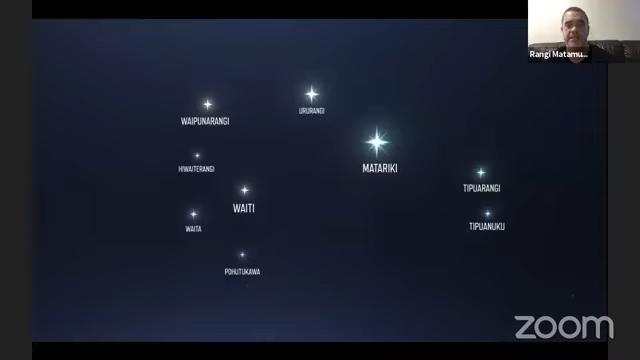 Rangi Matamu...
URURANGI
WAIPUNARANGI
MATARIKI
HIWAITERANGI
TIPUARANGI
WAITI
WAITA
TIPUANUKU
POHUTUKAWA
zoom